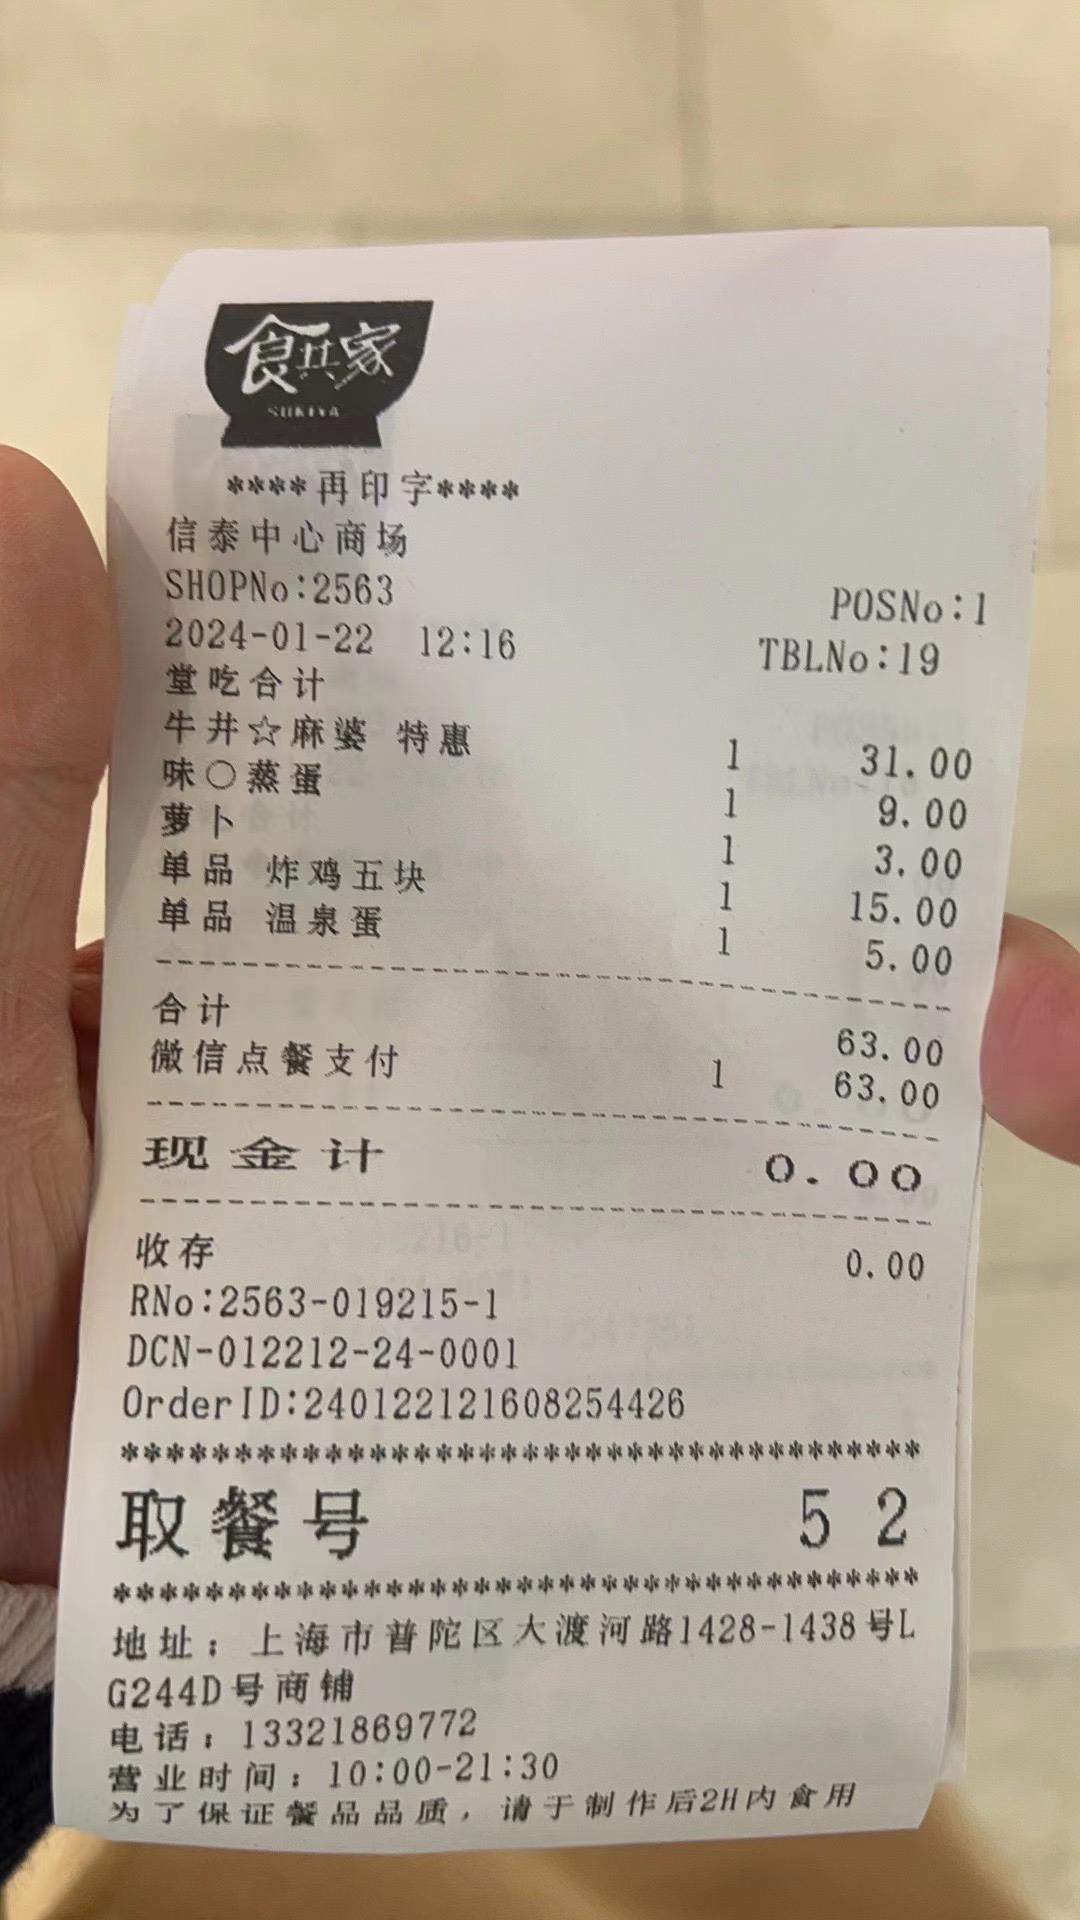 食其家
SUKIYA
****再印字****
信泰中心商场
SHOPNo:2563 POSNo:1
2024-01-22 12:16 TBLNo:19
堂吃合计
牛井☆麻婆 特惠 1 31.00
味〇蒸蛋 1 9.00
萝卜 1 3.00
单品 炸鸡五块 1 15.00
单品 温泉蛋 1 5.00
合计 63.00
微信点餐支付 1 63.00
现金计 0.00
收存 0.00
RNo:2563-019215-1
DCN-012212-24-0001
OrderID:240122121608254426
**************************************
取餐号 52
**************************************
地址：上海市普陀区大渡河路1428-1438号L
G244D号商铺
电话：13321869772
营业时间：10:00-21:30
为了保证餐品品质，请于制作后2H内食用